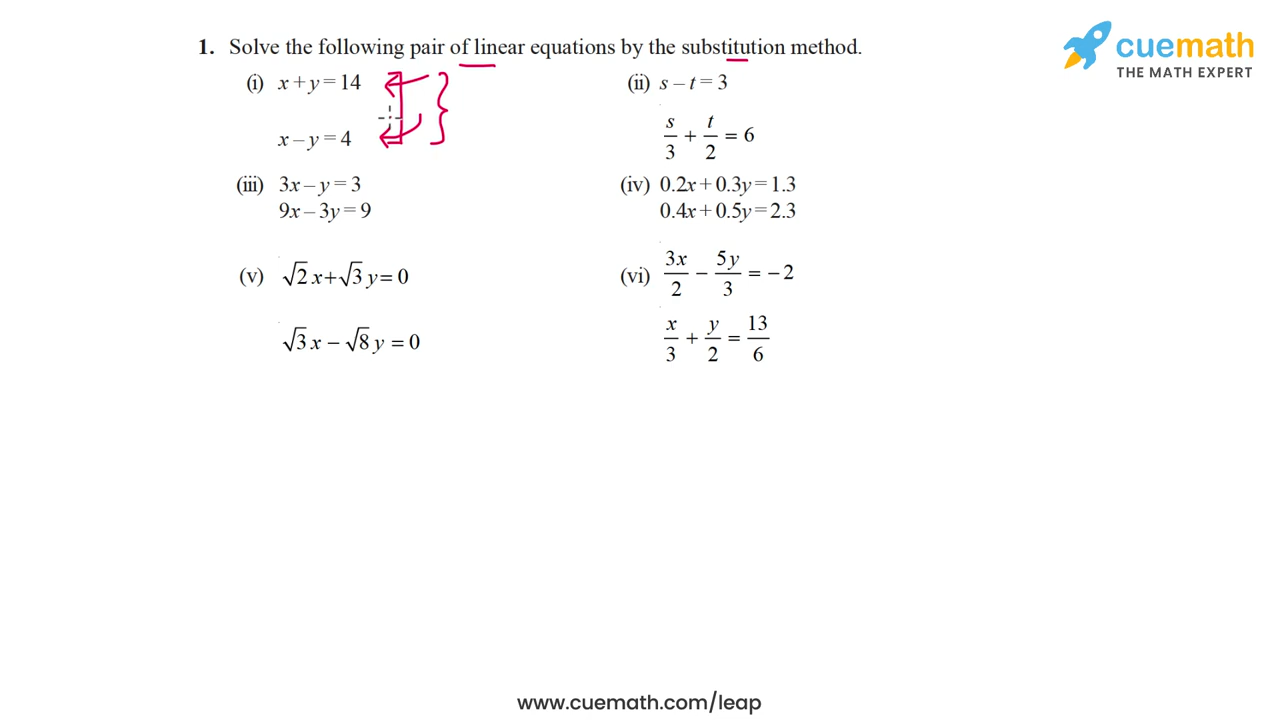 1. Solve the following pair of linear equations by the substitution method.
cuemath
THE MATH EXPERT
(i) x + y = 14
(ii) s – t = 3
x – y = 4
s/3 + t/2 = 6
(iii) 3x – y = 3
(iv) 0.2x + 0.3y = 1.3
9x – 3y = 9
0.4x + 0.5y = 2.3
(v) √2 x + √3 y = 0
(vi) 3x/2 – 5y/3 = – 2
√3 x – √8 y = 0
x/3 + y/2 = 13/6
www.cuemath.com/leap